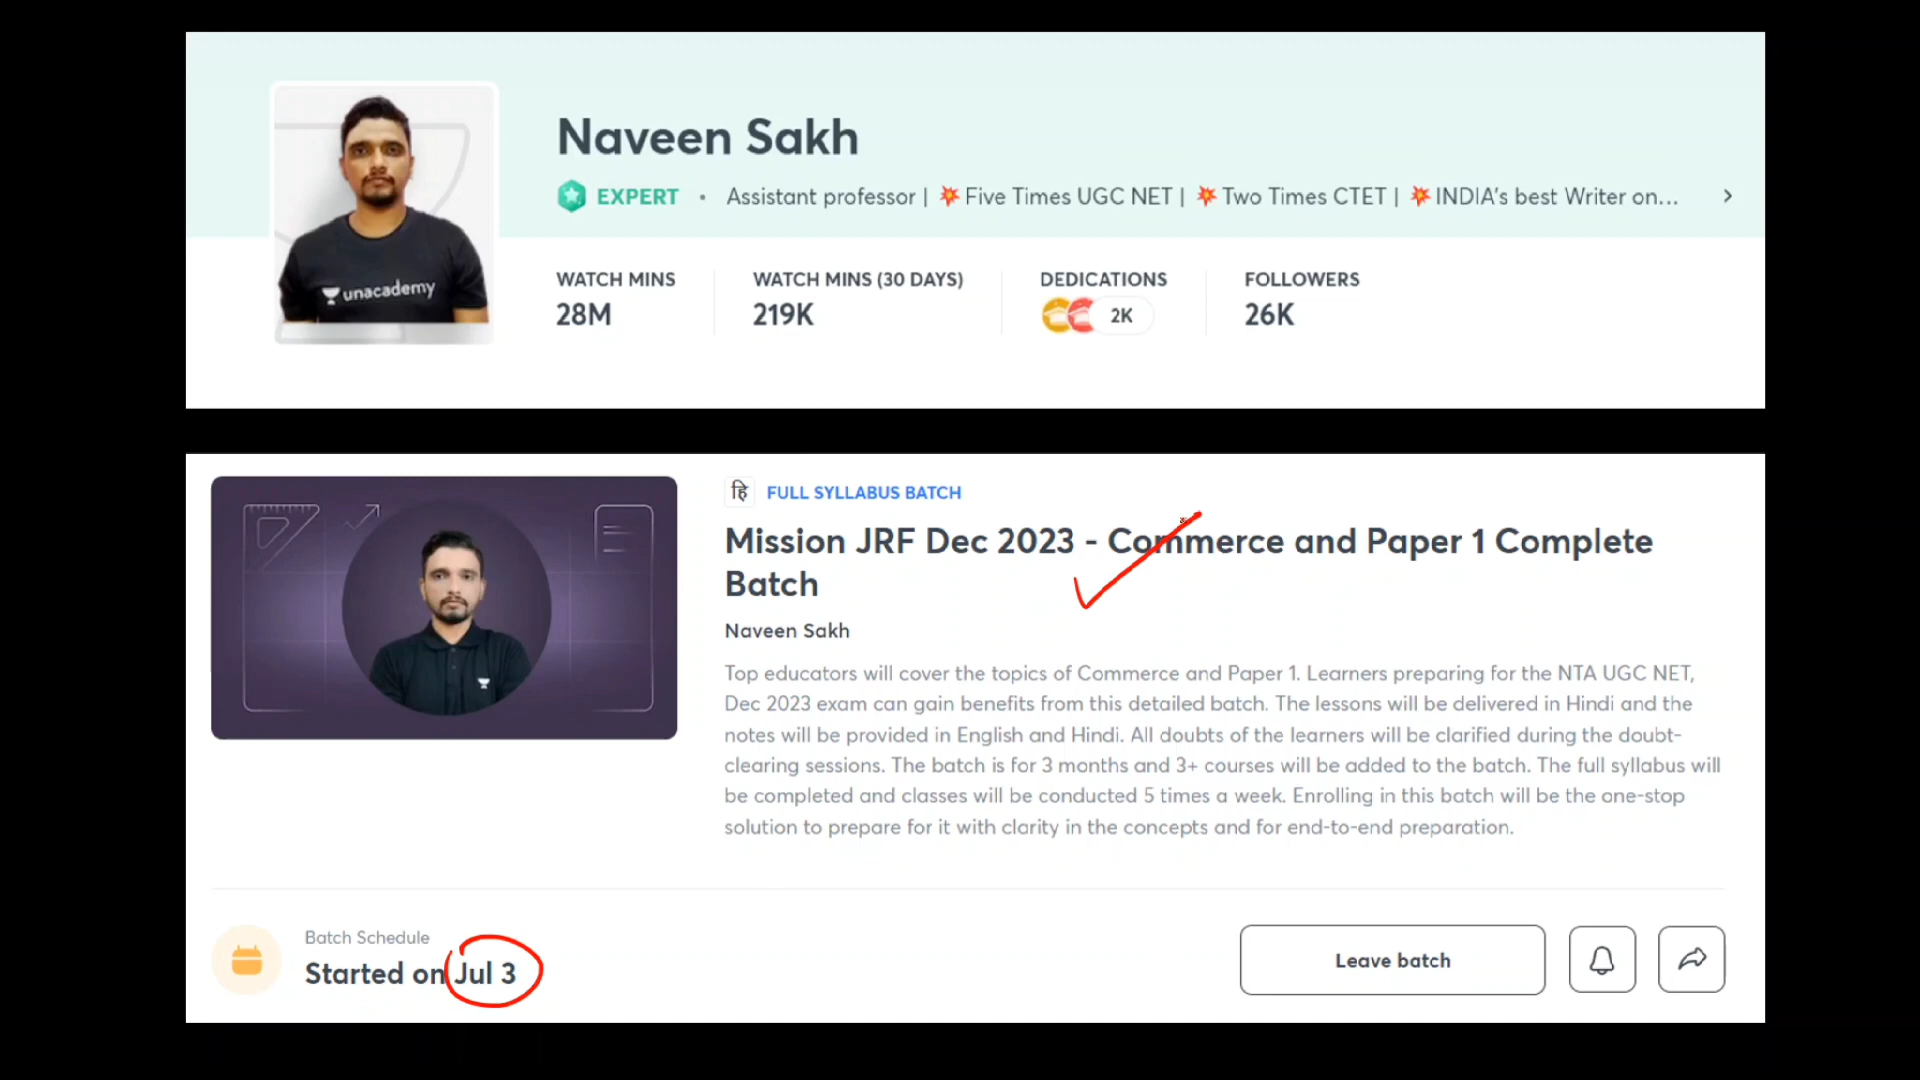 Naveen Sakh
EXPERT • Assistant professor | 💥Five Times UGC NET | 💥Two Times CTET | 💥INDIA's best Writer on...
WATCH MINS
28M
WATCH MINS (30 DAYS)
219K
DEDICATIONS
2K
FOLLOWERS
26K
unacademy
हि FULL SYLLABUS BATCH
Mission JRF Dec 2023 - Commerce and Paper 1 Complete
Batch
Naveen Sakh
Top educators will cover the topics of Commerce and Paper 1. Learners preparing for the NTA UGC NET,
Dec 2023 exam can gain benefits from this detailed batch. The lessons will be delivered in Hindi and the
notes will be provided in English and Hindi. All doubts of the learners will be clarified during the doubt-
clearing sessions. The batch is for 3 months and 3+ courses will be added to the batch. The full syllabus will
be completed and classes will be conducted 5 times a week. Enrolling in this batch will be the one-stop
solution to prepare for it with clarity in the concepts and for end-to-end preparation.
Batch Schedule
Started on Jul 3
Leave batch